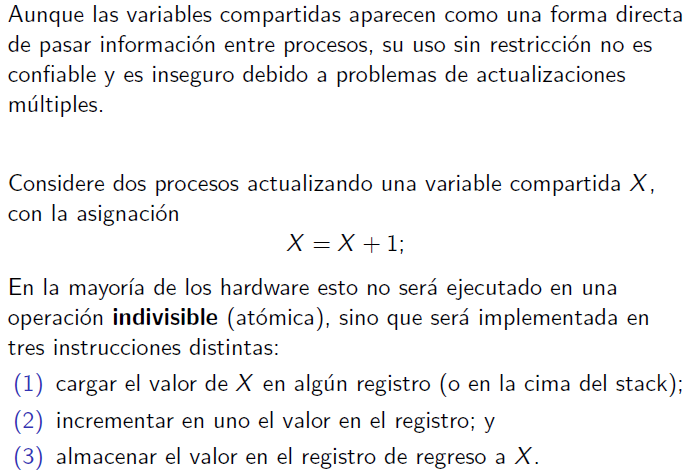 Aunque las variables compartidas aparecen como una forma directa
de pasar información entre procesos, su uso sin restricción no es
confiable y es inseguro debido a problemas de actualizaciones
múltiples.
Considere dos procesos actualizando una variable compartida X,
con la asignación
X = X + 1;
En la mayoría de los hardware esto no será ejecutado en una
operación indivisible (atómica), sino que será implementada en
tres instrucciones distintas:
(1) cargar el valor de X en algún registro (o en la cima del stack);
(2) incrementar en uno el valor en el registro; y
(3) almacenar el valor en el registro de regreso a X.